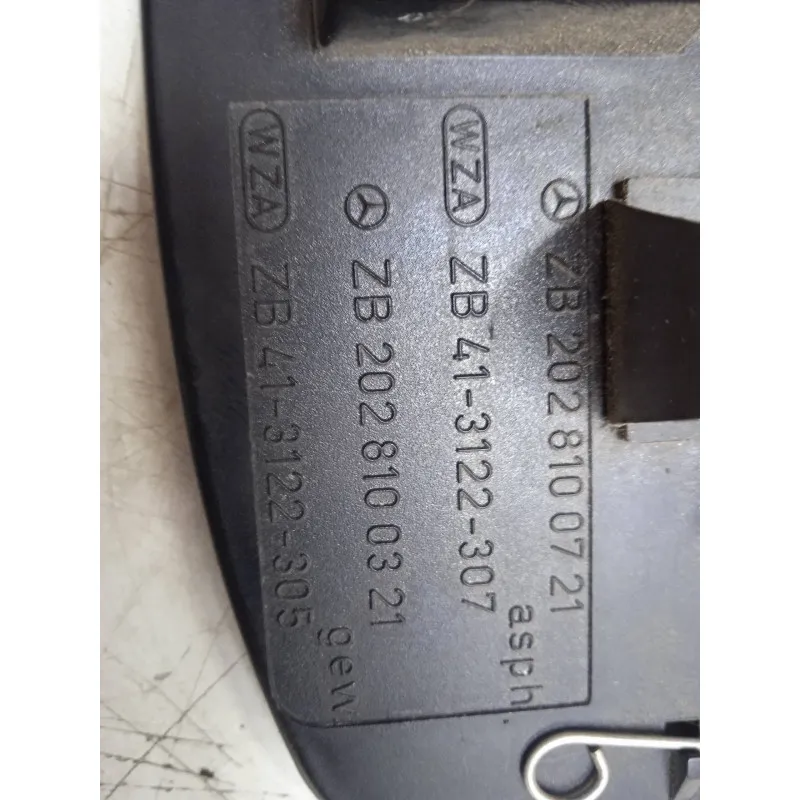 ZB 202 810 07 21
asph.
WZA ZB 41-3122-307
ZB 202 810 03 21
gew.
WZA ZB 41-3122-305